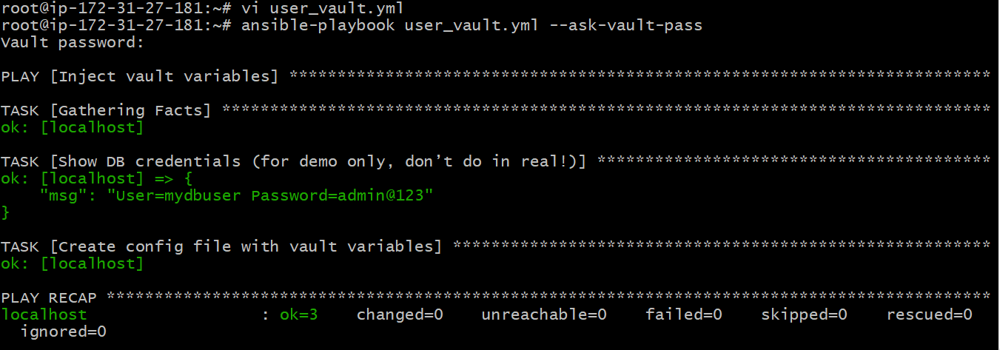 root@ip-172-31-27-181:~# vi user_vault.yml
root@ip-172-31-27-181:~# ansible-playbook user_vault.yml --ask-vault-pass
Vault password:
PLAY [Inject vault variables] *************************************************************************
TASK [Gathering Facts] ********************************************************************************
ok: [localhost]
TASK [Show DB credentials (for demo only, don’t do in real!)] *****************************************
ok: [localhost] => {
    "msg": "User=mydbuser Password=admin@123"
}
TASK [Create config file with vault variables] ********************************************************
ok: [localhost]
PLAY RECAP ********************************************************************************************
localhost                  : ok=3    changed=0    unreachable=0    failed=0    skipped=0    rescued=0
  ignored=0